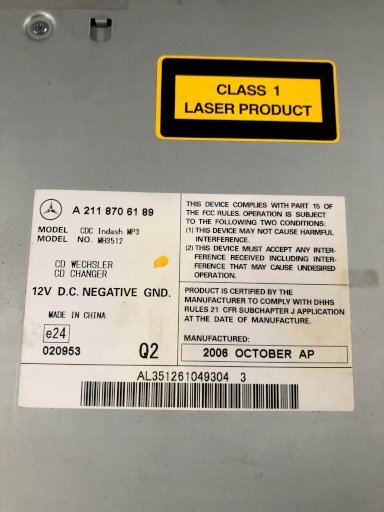 CLASS 1
LASER PRODUCT
A 211 870 61 89
MODEL CDC Indash MP3
MODEL NO. MH3512
CD WECHSLER
CD CHANGER
12V D.C. NEGATIVE GND.
MADE IN CHINA
e24
020953 Q2
THIS DEVICE COMPLIES WITH PART 15 OF
THE FCC RULES. OPERATION IS SUBJECT
TO THE FOLLOWING TWO CONDITIONS:
(1) THIS DEVICE MAY NOT CAUSE HARMFUL
INTERFERENCE.
(2) THIS DEVICE MUST ACCEPT ANY INTER-
FERENCE RECEIVED INCLUDING INTER-
FERENCE THAT MAY CAUSE UNDESIRED
OPERATION.
PRODUCT IS CERTIFIED BY THE
MANUFACTURER TO COMPLY WITH DHHS
RULES 21 CFR SUBCHAPTER J APPLICATION
AT THE DATE OF MANUFACTURE.
MANUFACTURED:
2006 OCTOBER AP
AL351261049304 3